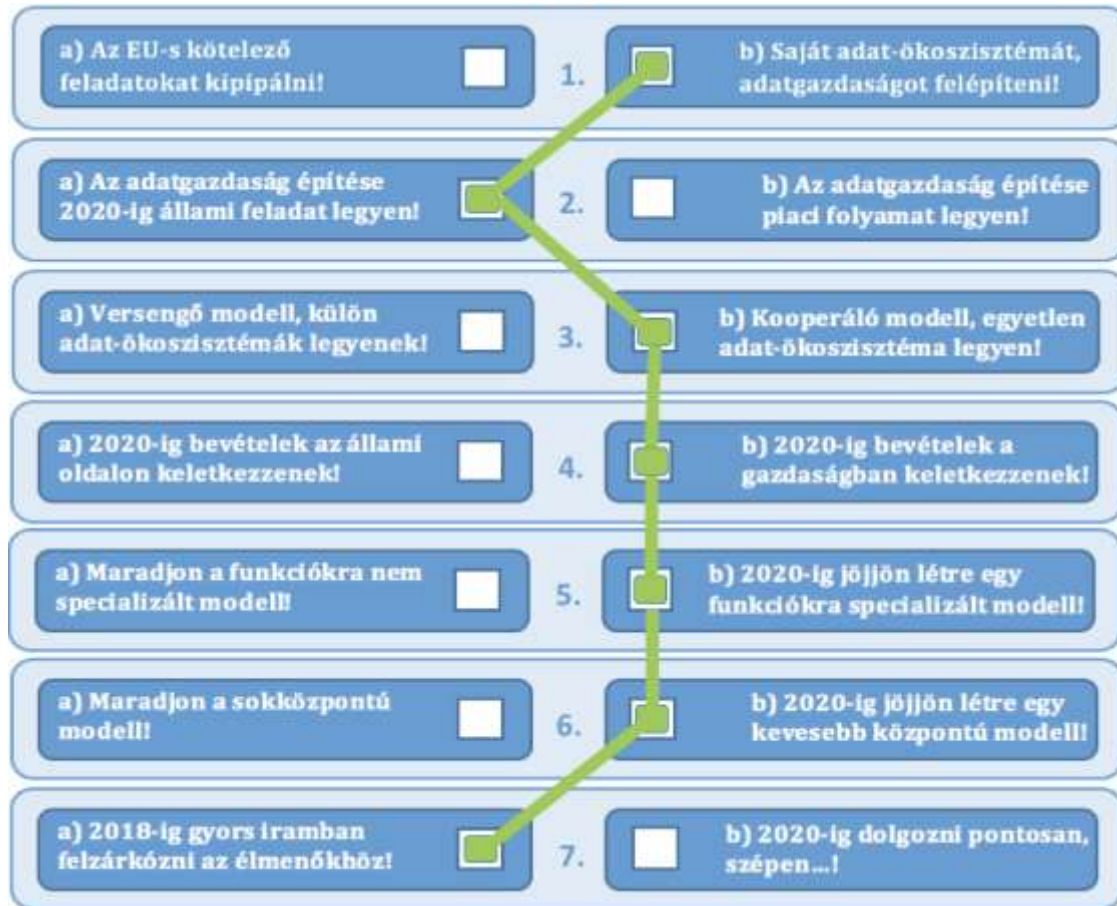 a) Az EU-s kötelező
feladatokat kipipálni!
1.
b) Saját adat-ökoszisztémát,
adatgazdaságot felépíteni!
a) Az adatgazdaság építése
2020-ig állami feladat legyen!
2.
b) Az adatgazdaság építése
piaci folyamat legyen!
a) Versengő modell, külön
adat-ökoszisztémák legyenek!
3.
b) Kooperáló modell, egyetlen
adat-ökoszisztéma legyen!
a) 2020-ig bevételek az állami
oldalon keletkezzenek!
4.
b) 2020-ig bevételek a
gazdaságban keletkezzenek!
a) Maradjon a funkciókra nem
specializált modell!
5.
b) 2020-ig jöjjön létre egy
funkciókra specializált modell!
a) Maradjon a sokközpontú
modell!
6.
b) 2020-ig jöjjön létre egy
kevesebb központú modell!
a) 2018-ig gyors iramban
felzárkózni az élmenőkhöz!
7.
b) 2020-ig dolgozni pontosan,
szépen...!